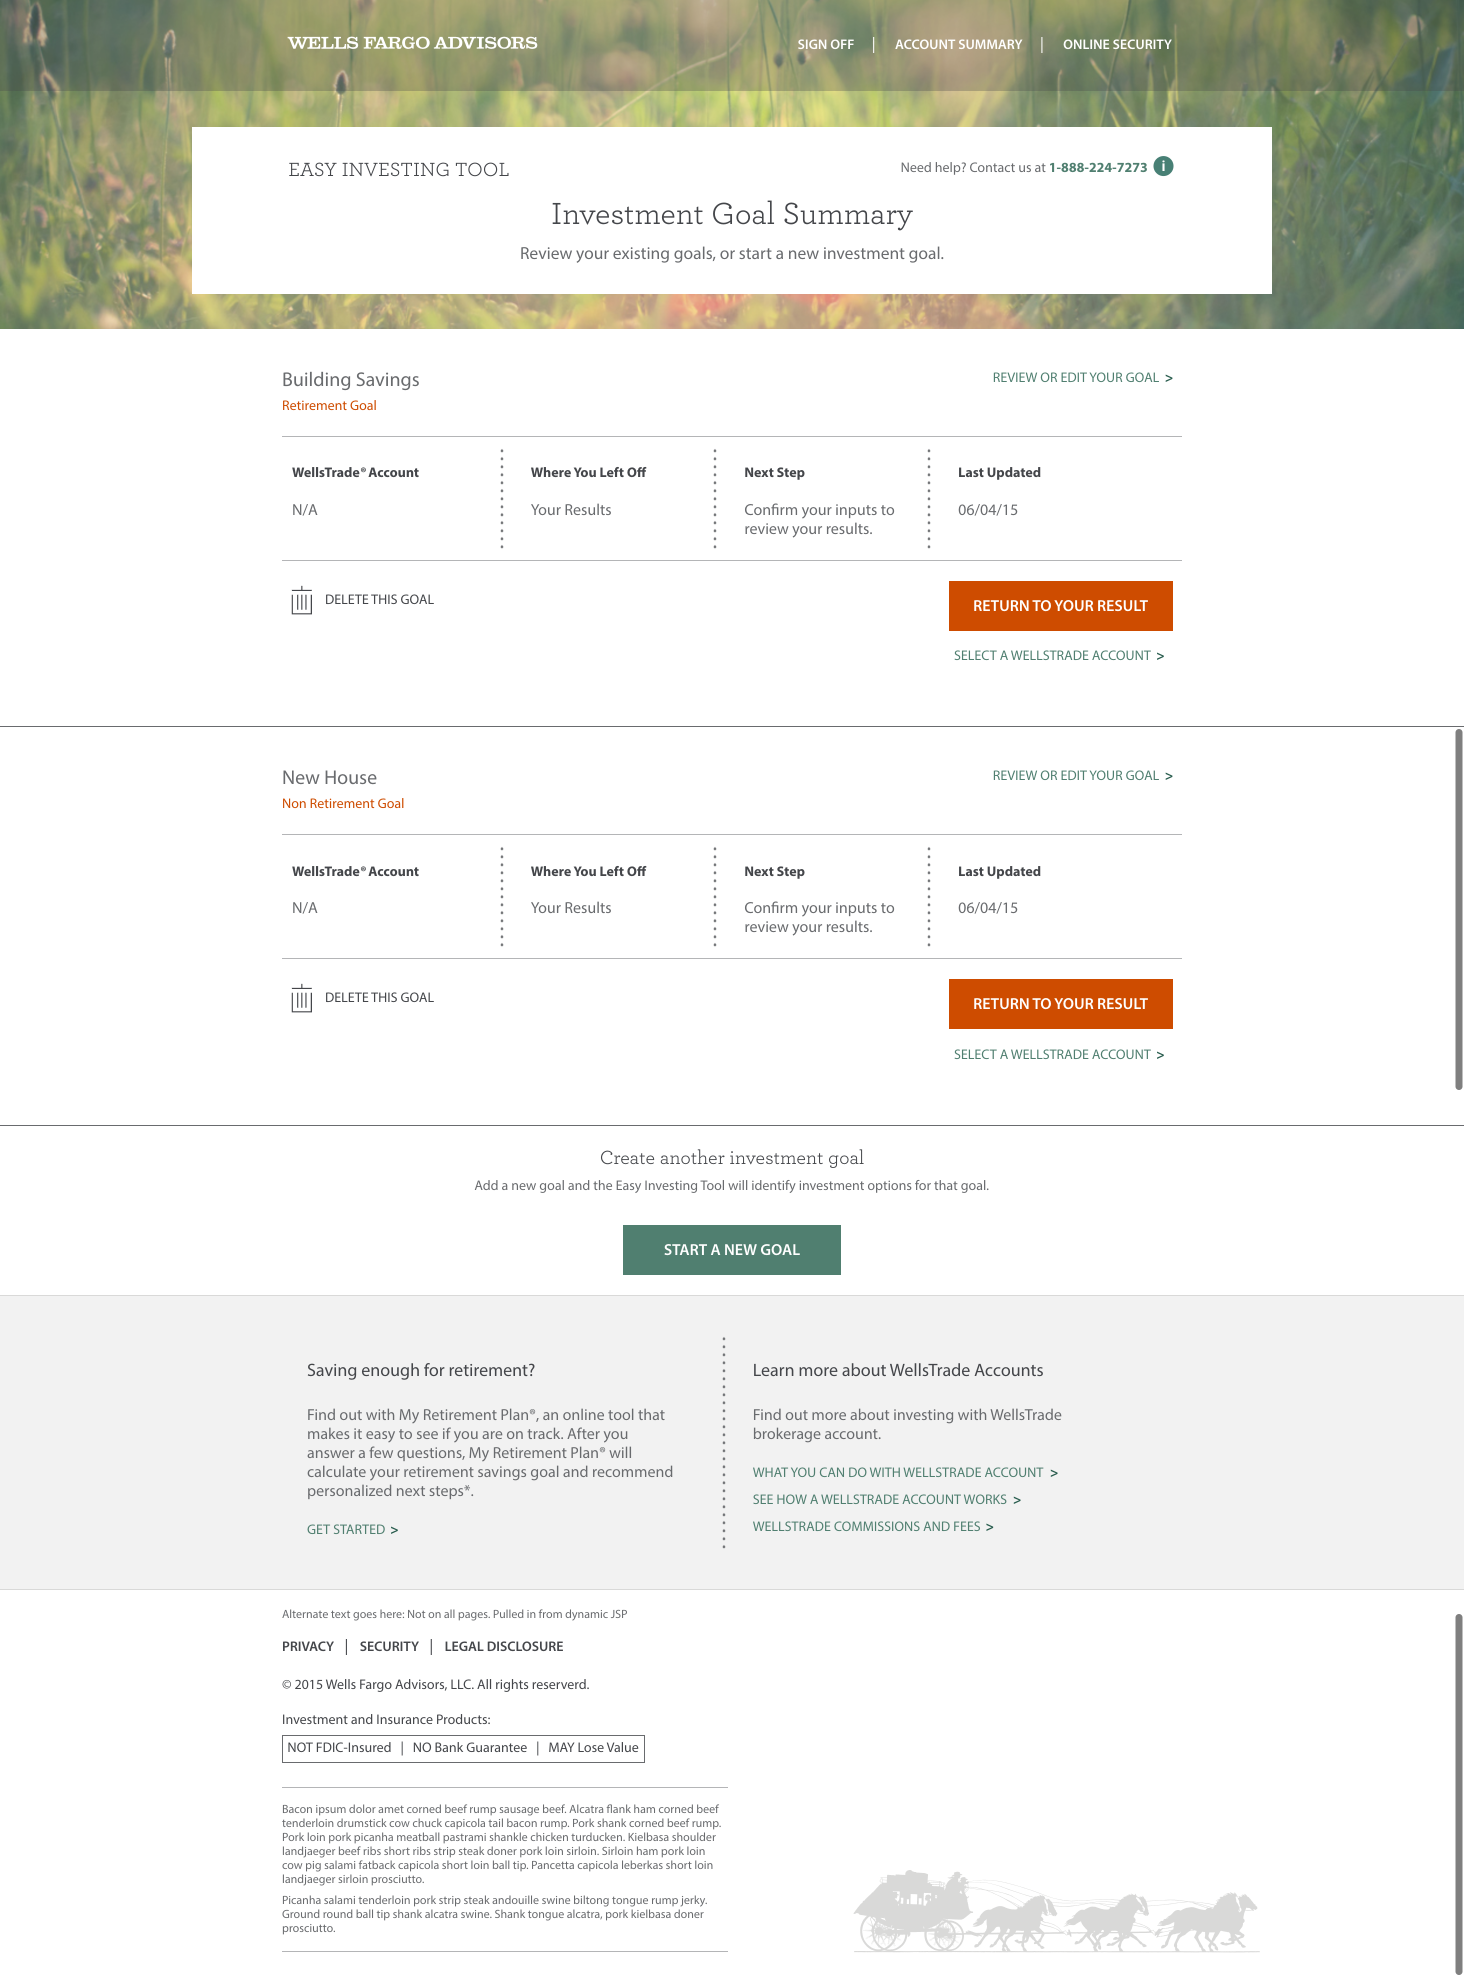 WELLS FARGO ADVISORS
SIGN OFF | ACCOUNT SUMMARY | ONLINE SECURITY
EASY INVESTING TOOL
Need help? Contact us at 1-888-224-7273 i
Investment Goal Summary
Review your existing goals, or start a new investment goal.
Building Savings
REVIEW OR EDIT YOUR GOAL >
Retirement Goal
WellsTrade® Account
Where You Left Off
Next Step
Last Updated
N/A
Your Results
Confirm your inputs to
review your results.
06/04/15
DELETE THIS GOAL
RETURN TO YOUR RESULT
SELECT A WELLSTRADE ACCOUNT >
New House
REVIEW OR EDIT YOUR GOAL >
Non Retirement Goal
WellsTrade® Account
Where You Left Off
Next Step
Last Updated
N/A
Your Results
Confirm your inputs to
review your results.
06/04/15
DELETE THIS GOAL
RETURN TO YOUR RESULT
SELECT A WELLSTRADE ACCOUNT >
Create another investment goal
Add a new goal and the Easy Investing Tool will identify investment options for that goal.
START A NEW GOAL
Saving enough for retirement?
Find out with My Retirement Plan®, an online tool that
makes it easy to see if you are on track. After you
answer a few questions, My Retirement Plan® will
calculate your retirement savings goal and recommend
personalized next steps*.
GET STARTED >
Learn more about WellsTrade Accounts
Find out more about investing with WellsTrade
brokerage account.
WHAT YOU CAN DO WITH WELLSTRADE ACCOUNT >
SEE HOW A WELLSTRADE ACCOUNT WORKS >
WELLSTRADE COMMISSIONS AND FEES >
Alternate text goes here: Not on all pages. Pulled in from dynamic JSP
PRIVACY | SECURITY | LEGAL DISCLOSURE
© 2015 Wells Fargo Advisors, LLC. All rights reserverd.
Investment and Insurance Products:
NOT FDIC-Insured | NO Bank Guarantee | MAY Lose Value
Bacon ipsum dolor amet corned beef rump sausage beef. Alcatra flank ham corned beef
tenderloin drumstick cow chuck capicola tail bacon rump. Pork shank corned beef rump.
Pork loin pork picanha meatball pastrami shankle chicken turducken. Kielbasa shoulder
landjaeger beef ribs short ribs strip steak doner pork loin sirloin. Sirloin ham pork loin
cow pig salami fatback capicola short loin ball tip. Pancetta capicola leberkas short loin
landjaeger sirloin prosciutto.
Picanha salami tenderloin pork strip steak andouille swine biltong tongue rump jerky.
Ground round ball tip shank alcatra swine. Shank tongue alcatra, pork kielbasa doner
prosciutto.